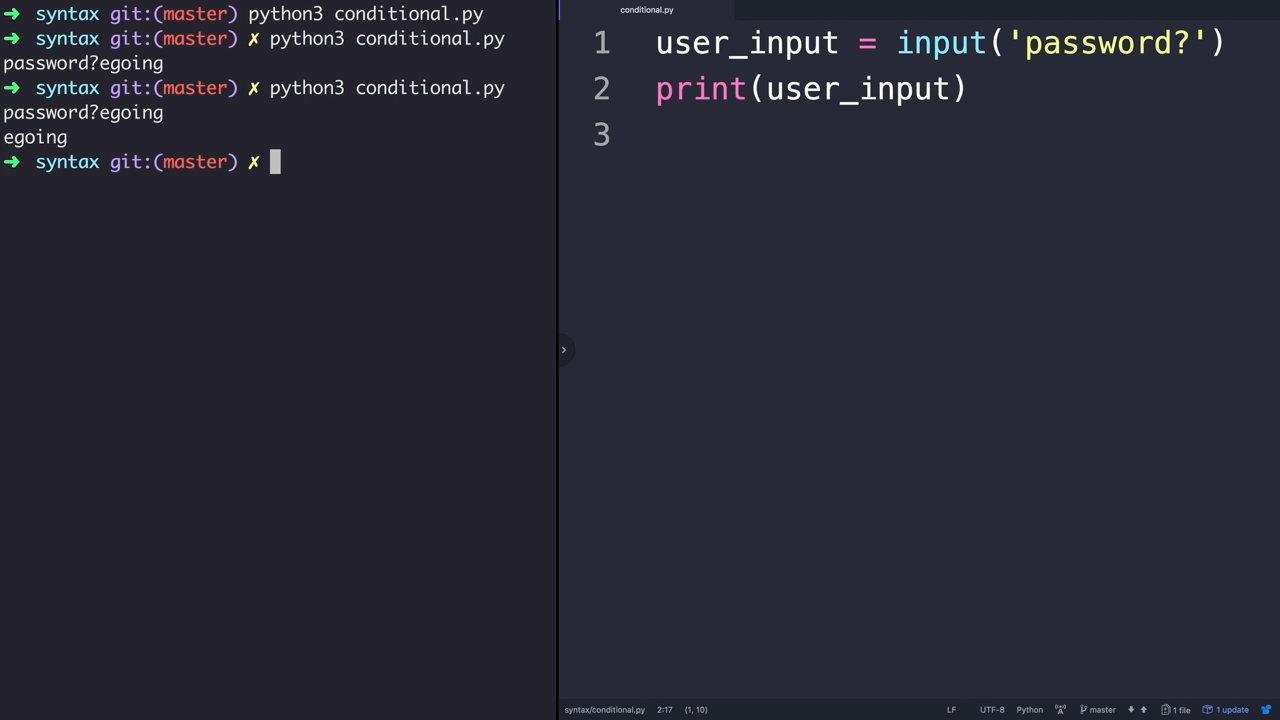 ➜ syntax git:(master) python3 conditional.py
➜ syntax git:(master) ✗ python3 conditional.py
password?egoing
➜ syntax git:(master) ✗ python3 conditional.py
password?egoing
egoing
➜ syntax git:(master) ✗
conditional.py
1 user_input = input('password?')
2 print(user_input)
3
syntax/conditional.py 2:17 (1, 10) LF UTF-8 Python master 1 file 1 update